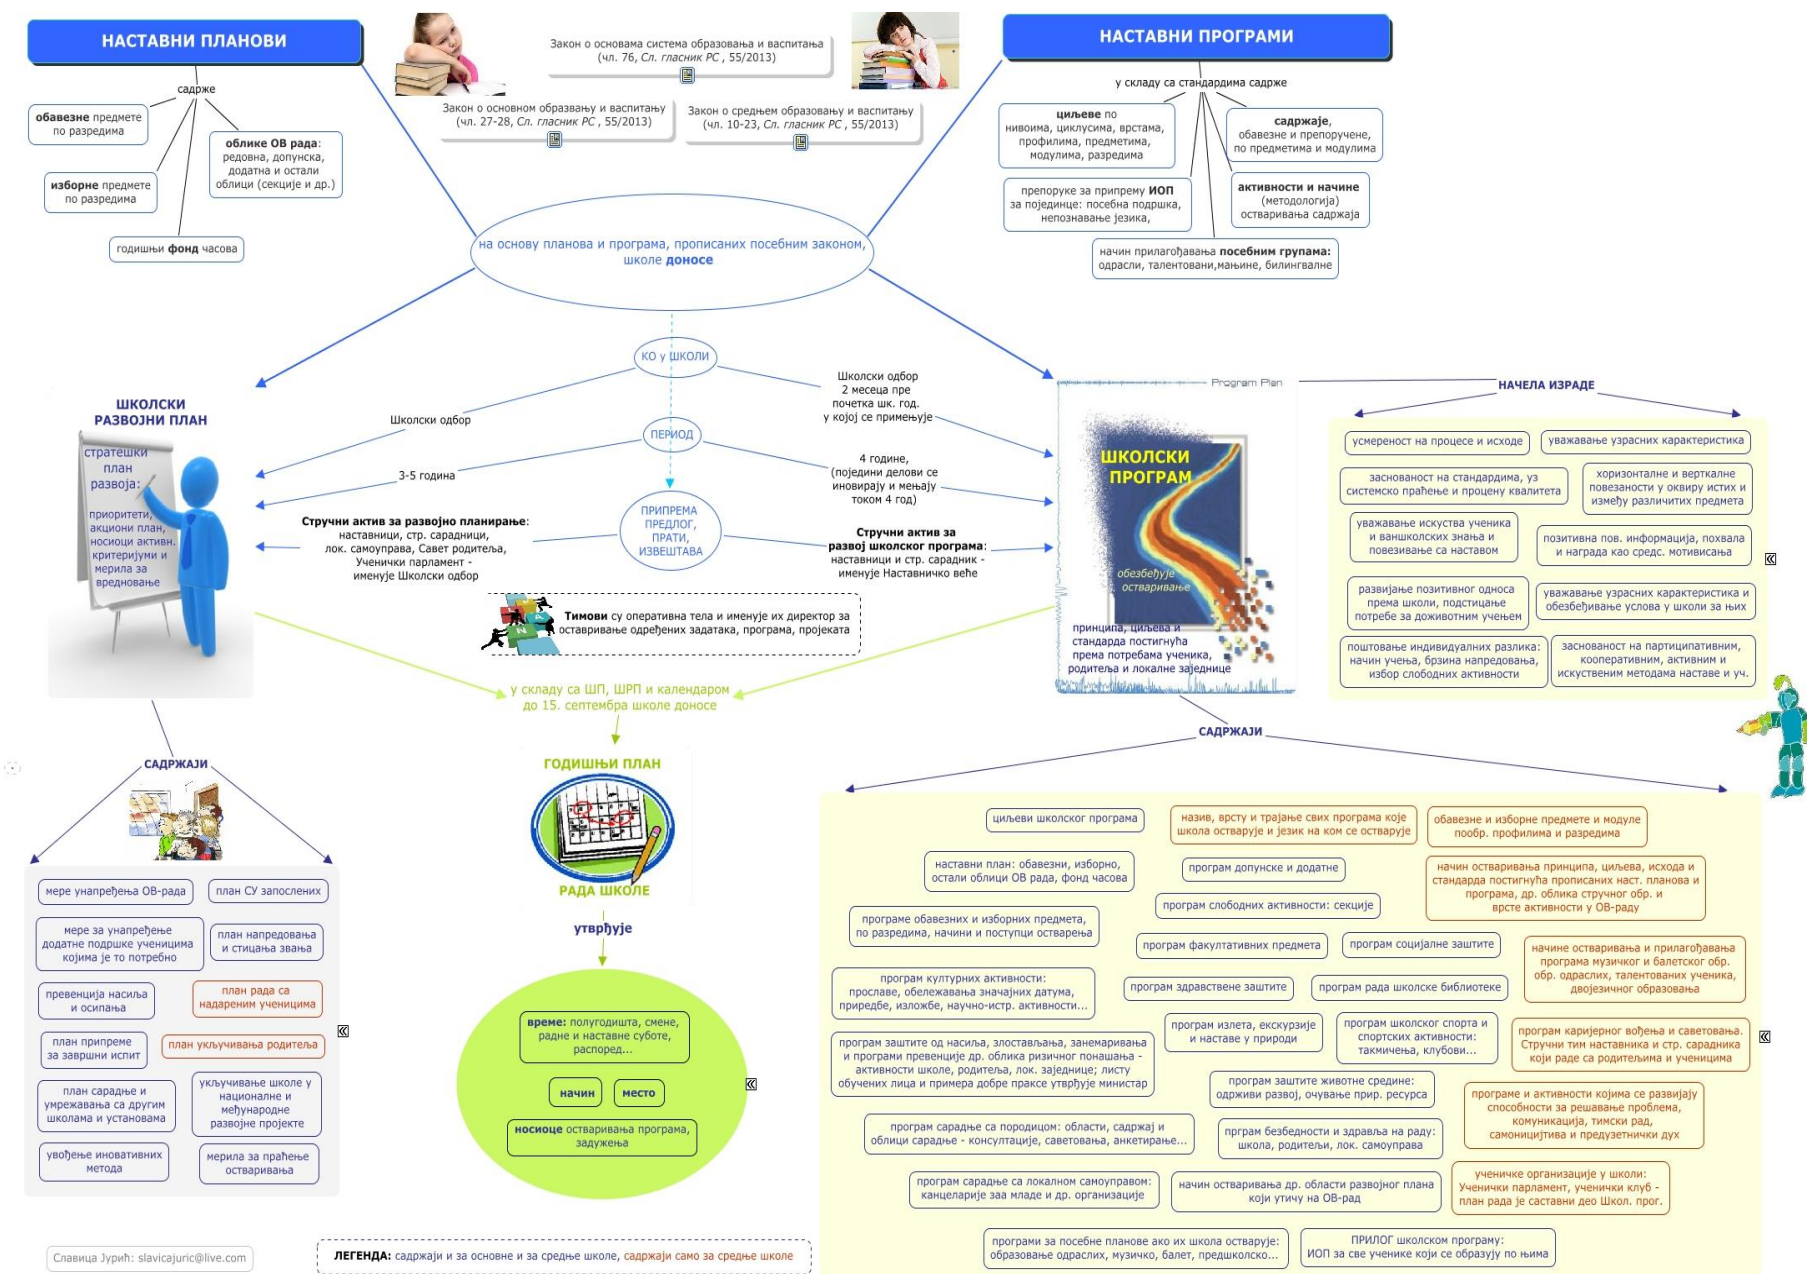 НАСТАВНИ ПЛАНОВИ
садрже
обавезне предмете
по разредима
облике ОВ рада:
редовна, допунска,
додатна и остали
облици (секције и др.)
изборне предмете
по разредима
годишњи фонд часова
Закон о основама система образовања и васпитања
(чл. 76, Сл. гласник РС , 55/2013)
Закон о основном образвању и васпитању
(чл. 27-28, Сл. гласник РС , 55/2013)
Закон о средњем образовању и васпитању
(чл. 10-23, Сл. гласник РС , 55/2013)
НАСТАВНИ ПРОГРАМИ
у складу са стандардима садрже
циљеве по
нивоима, циклусима, врстама,
профилима, предметима,
модулима, разредима
садржаје,
обавезне и препоручене,
по предметима и модулима
препоруке за припрему ИОП
за појединце: посебна подршка,
непознавање језика,
активности и начине
(методологија)
остваривања садржаја
начин прилагођавања посебним групама:
одрасли, талентовани,мањине, билингвалне
на основу планова и програма, прописаних посебним законом,
школе доносе
КО у ШКОЛИ
Школски одбор
Школски одбор
2 месеца пре
почетка шк. год.
у којој се примењује
ПЕРИОД
3-5 година
4 године,
(поједини делови се
иновирају и мењају
током 4 год)
ПРИПРЕМА
ПРЕДЛОГ,
ПРАТИ,
ИЗВЕШТАВА
Стручни актив за развојно планирање:
наставници, стр. сарадници,
лок. самоуправа, Савет родитеља,
Ученички парламент -
именује Школски одбор
Стручни актив за
развој школског програма:
наставници и стр. сарадник -
именује Наставничко веће
Тимови су оперативна тела и именује их директор за
оставривање одређених задатака, програма, пројеката
ШКОЛСКИ
РАЗВОЈНИ ПЛАН
стратешки
план
развоја:
приоритети,
акциони план,
носиоци активн.
критеријуми и
мерила за
вредновање
Program Plan
ШКОЛСКИ
ПРОГРАМ
обезбеђује
остваривање
принципа, циљева и
стандарда постигнућа
према потребама ученика,
родитеља и локалне заједнице
НАЧЕЛА ИЗРАДЕ
усмереност на процесе и исходе
уважавање узрасних карактеристика
заснованост на стандардима, уз
системско праћење и процену квалитета
хоризонталне и верткалне
повезаности у оквиру истих и
између различитих предмета
уважавање искуства ученика
и ваншколских знања и
повезивање са наставом
позитивна пов. информација, похвала
и награда као средс. мотивисања
развијање позитивног односа
према школи, подстицање
потребе за доживотним учењем
уважавање узрасних карактеристика и
обезбеђивање услова у школи за њих
поштовање индивидуалних разлика:
начин учења, брзина напредовања,
избор слободних активности
заснованост на партиципативним,
кооперативним, активним и
искуственим методама наставе и уч.
у складу са ШП, ШРП и календаром
до 15. септембра школе доносе
ГОДИШЊИ ПЛАН
РАДА ШКОЛЕ
утврђује
време: полугодишта, смене,
радне и наставне суботе,
распоред...
начин
место
носиоце остваривања програма,
задужења
САДРЖАЈИ
мере унапређења ОВ-рада
план СУ запослених
мере за унапређење
додатне подршке ученицима
којима је то потребно
план напредовања
и стицања звања
превенција насиља
и осипања
план рада са
надареним ученицима
план припреме
за завршни испит
план укључивања родитеља
план сарадње и
умрежавања са другим
школама и установама
укључивање школе у
националне и
међународне
развојне пројекте
увођење иновативних
метода
мерила за праћење
остваривања
САДРЖАЈИ
циљеви школског програма
назив, врсту и трајање свих програма које
школа остварује и језик на ком се остварује
обавезне и изборне предмете и модуле
пообр. профилима и разредима
наставни план: обавезни, изборно,
остали облици ОВ рада, фонд часова
програм допунске и додатне
начин остваривања принципа, циљева, исхода и
стандарда постигнућа прописаних наст. планова и
програма, др. облика стручног обр. и
врсте активности у ОВ-раду
програм слободних активности: секције
програме обавезних и изборних предмета,
по разредима, начини и поступци остварења
програм факултативних предмета
програм социјалне заштите
начине остваривања и прилагођавања
програма музичког и балетског обр.
обр. одраслих, талентованих ученика,
двојезичног образовања
програм културних активности:
прославе, обележавања значајних датума,
приредбе, изложбе, научно-истр. активности...
програм здравствене заштите
програм рада школске библиотеке
програм излета, екскурзије
и наставе у природи
програм школског спорта и
спортских активности:
такмичења, клубови...
програм каријерног вођења и саветовања.
Стручни тим наставника и стр. сарадника
који раде са родитељима и ученицима
програм заштите од насиља, злостављања, занемаривања
и програми превенције др. облика ризичног понашања -
активности школе, родитеља, лок. заједнице; листу
обучених лица и примера добре праксе утврђује министар
програм заштите животне средине:
одрживи развој, очување прир. ресурса
програме и активности којима се развијају
способности за решавање проблема,
комуникација, тимски рад,
самоницијтива и предузетнички дух
програм сарадње са породицом: области, садржај и
облици сарадње - консултације, саветовања, анкетирање...
прграм безбедности и здравља на раду:
школа, родитељи, лок. самоуправа
програм сарадње са локалном самоуправом:
канцеларије заа младе и др. организације
начин остваривања др. области развојног плана
који утичу на ОВ-рад
ученичке организације у школи:
Ученички парламент, ученички клуб -
план рада је саставни део Школ. прог.
програми за посебне планове ако их школа остварује:
образовање одраслих, музичко, балет, предшколско...
ПРИЛОГ школском програму:
ИОП за све ученике који се образују по њима
Славица Јурић: slavicajuric@live.com
ЛЕГЕНДА: садржаји и за основне и за средње школе, садржаји само за средње школе